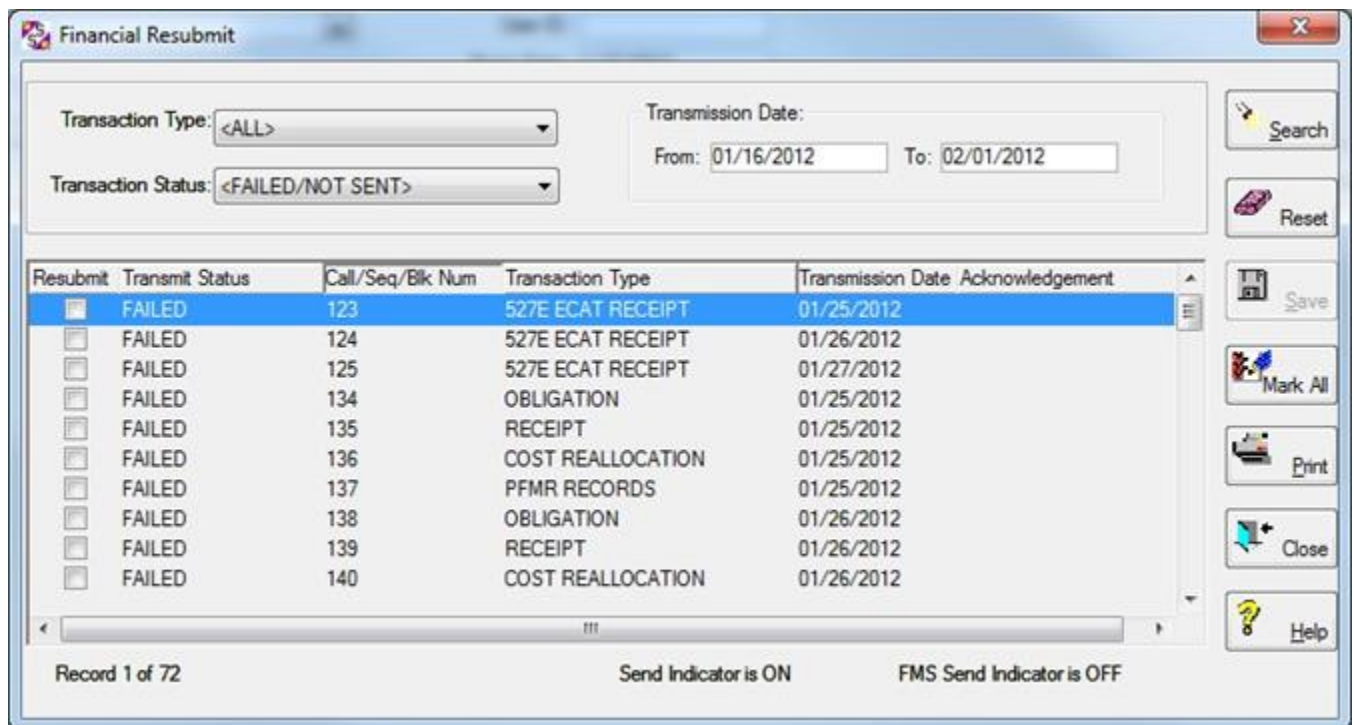 Financial Resubmit
Transaction Type: <ALL>
Transaction Status: <FAILED/NOT SENT>
Transmission Date:
From: 01/16/2012 To: 02/01/2012
Search
Reset
Save
Mark All
Print
Close
Help
Resubmit Transmit Status Call/Seq/Blk Num Transaction Type Transmission Date Acknowledgement
FAILED 123 527E ECAT RECEIPT 01/25/2012
FAILED 124 527E ECAT RECEIPT 01/26/2012
FAILED 125 527E ECAT RECEIPT 01/27/2012
FAILED 134 OBLIGATION 01/25/2012
FAILED 135 RECEIPT 01/25/2012
FAILED 136 COST REALLOCATION 01/25/2012
FAILED 137 PFMR RECORDS 01/25/2012
FAILED 138 OBLIGATION 01/26/2012
FAILED 139 RECEIPT 01/26/2012
FAILED 140 COST REALLOCATION 01/26/2012
Record 1 of 72 Send Indicator is ON FMS Send Indicator is OFF